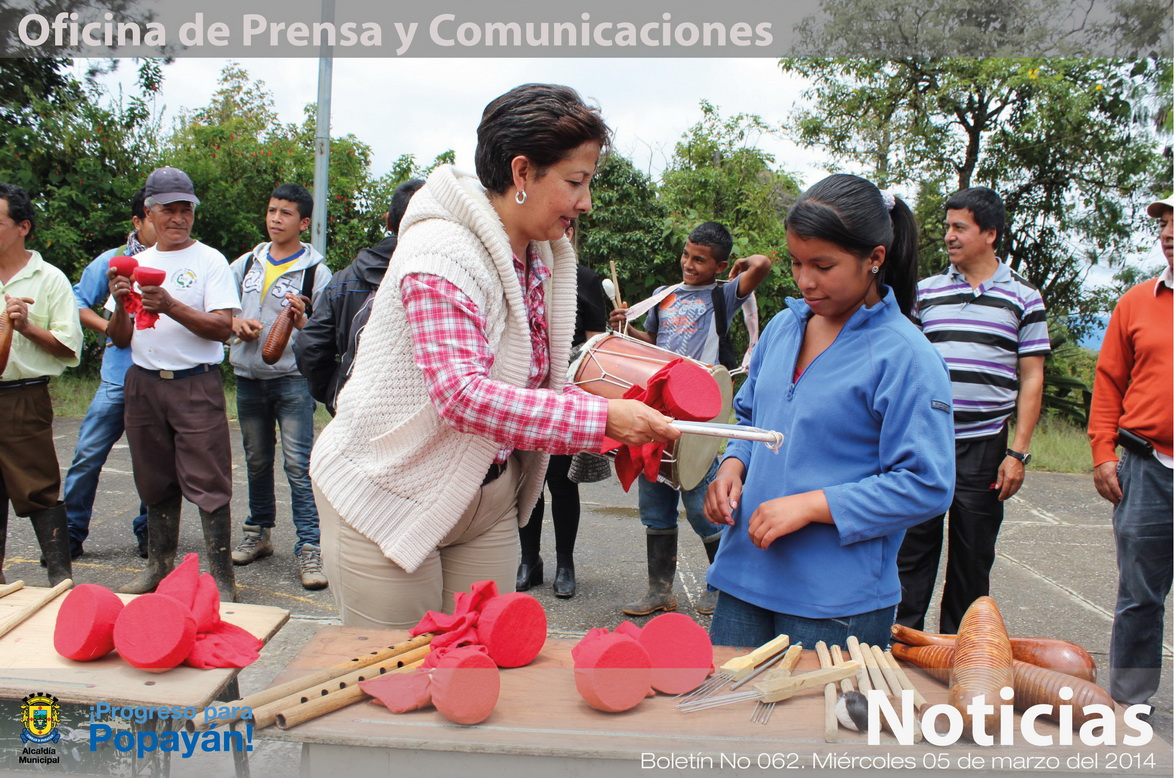 Oficina de Prensa y Comunicaciones
¡Progreso para
Popayán!
Alcaldía
Municipal
Noticias
Boletín No 062. Miércoles 05 de marzo del 2014